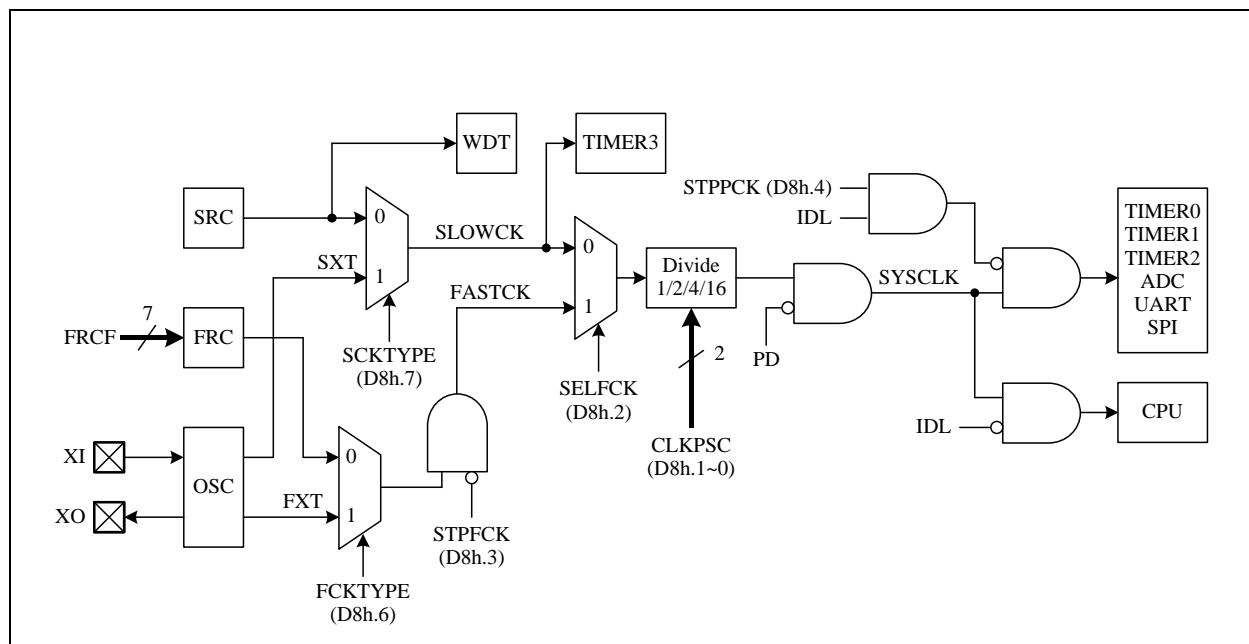 WDT
TIMER3
STPPCK (D8h.4)
IDL
SRC
0
SLOWCK
SXT
1
0
Divide
1/2/4/16
SYSCLK
TIMER0
TIMER1
TIMER2
ADC
UART
SPI
FASTCK
1
7
FRCF
FRC
SCKTYPE
(D8h.7)
2
PD
SELFCK
(D8h.2)
IDL
CPU
CLKPSC
(D8h.1~0)
XI
OSC
0
XO
FXT
1
STPFCK
(D8h.3)
FCKTYPE
(D8h.6)